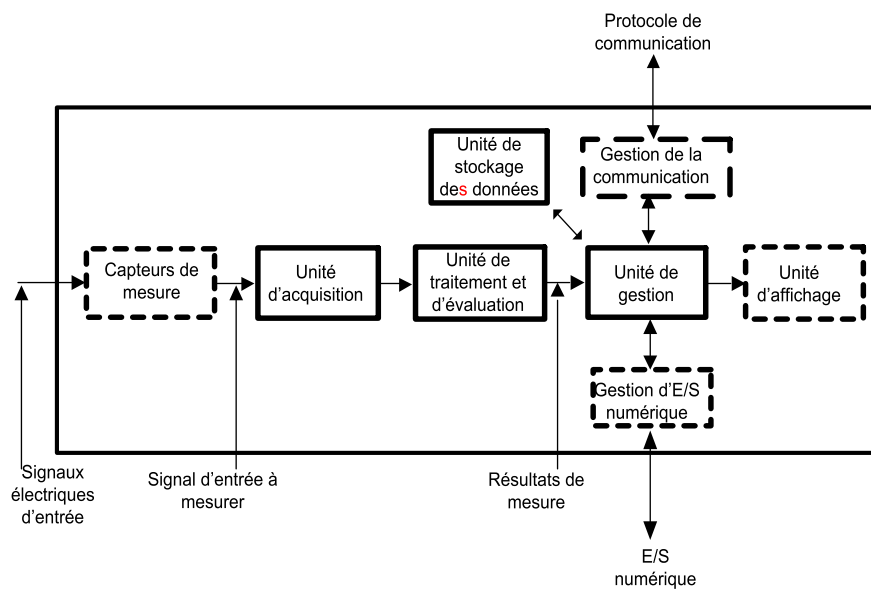 Protocole de
communication
Unité de
stockage
des données
Gestion de la
communication
Capteurs de
mesure
Unité
d'acquisition
Unité de
traitement et
d'évaluation
Unité de
gestion
Unité
d'affichage
Gestion d'E/S
numérique
Signaux
électriques
d'entrée
Signal d'entrée à
mesurer
Résultats de
mesure
E/S
numérique